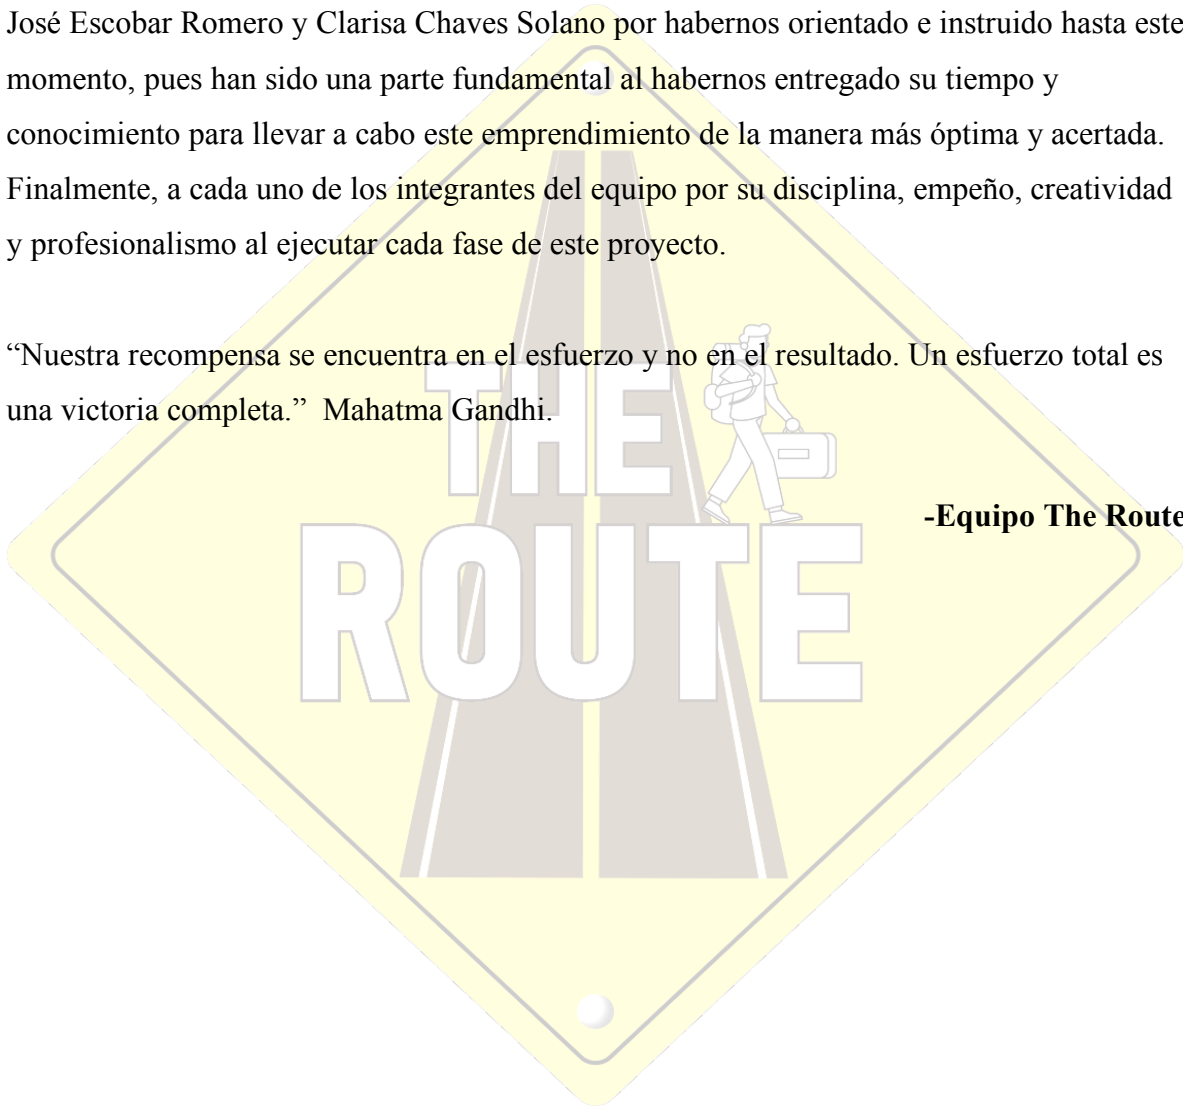 José Escobar Romero y Clarisa Chaves Solano por habernos orientado e instruido hasta este
momento, pues han sido una parte fundamental al habernos entregado su tiempo y
conocimiento para llevar a cabo este emprendimiento de la manera más óptima y acertada.
Finalmente, a cada uno de los integrantes del equipo por su disciplina, empeño, creatividad
y profesionalismo al ejecutar cada fase de este proyecto.
“Nuestra recompensa se encuentra en el esfuerzo y no en el resultado. Un esfuerzo total es
una victoria completa.”  Mahatma Gandhi.
-Equipo The Route
THE
ROUTE